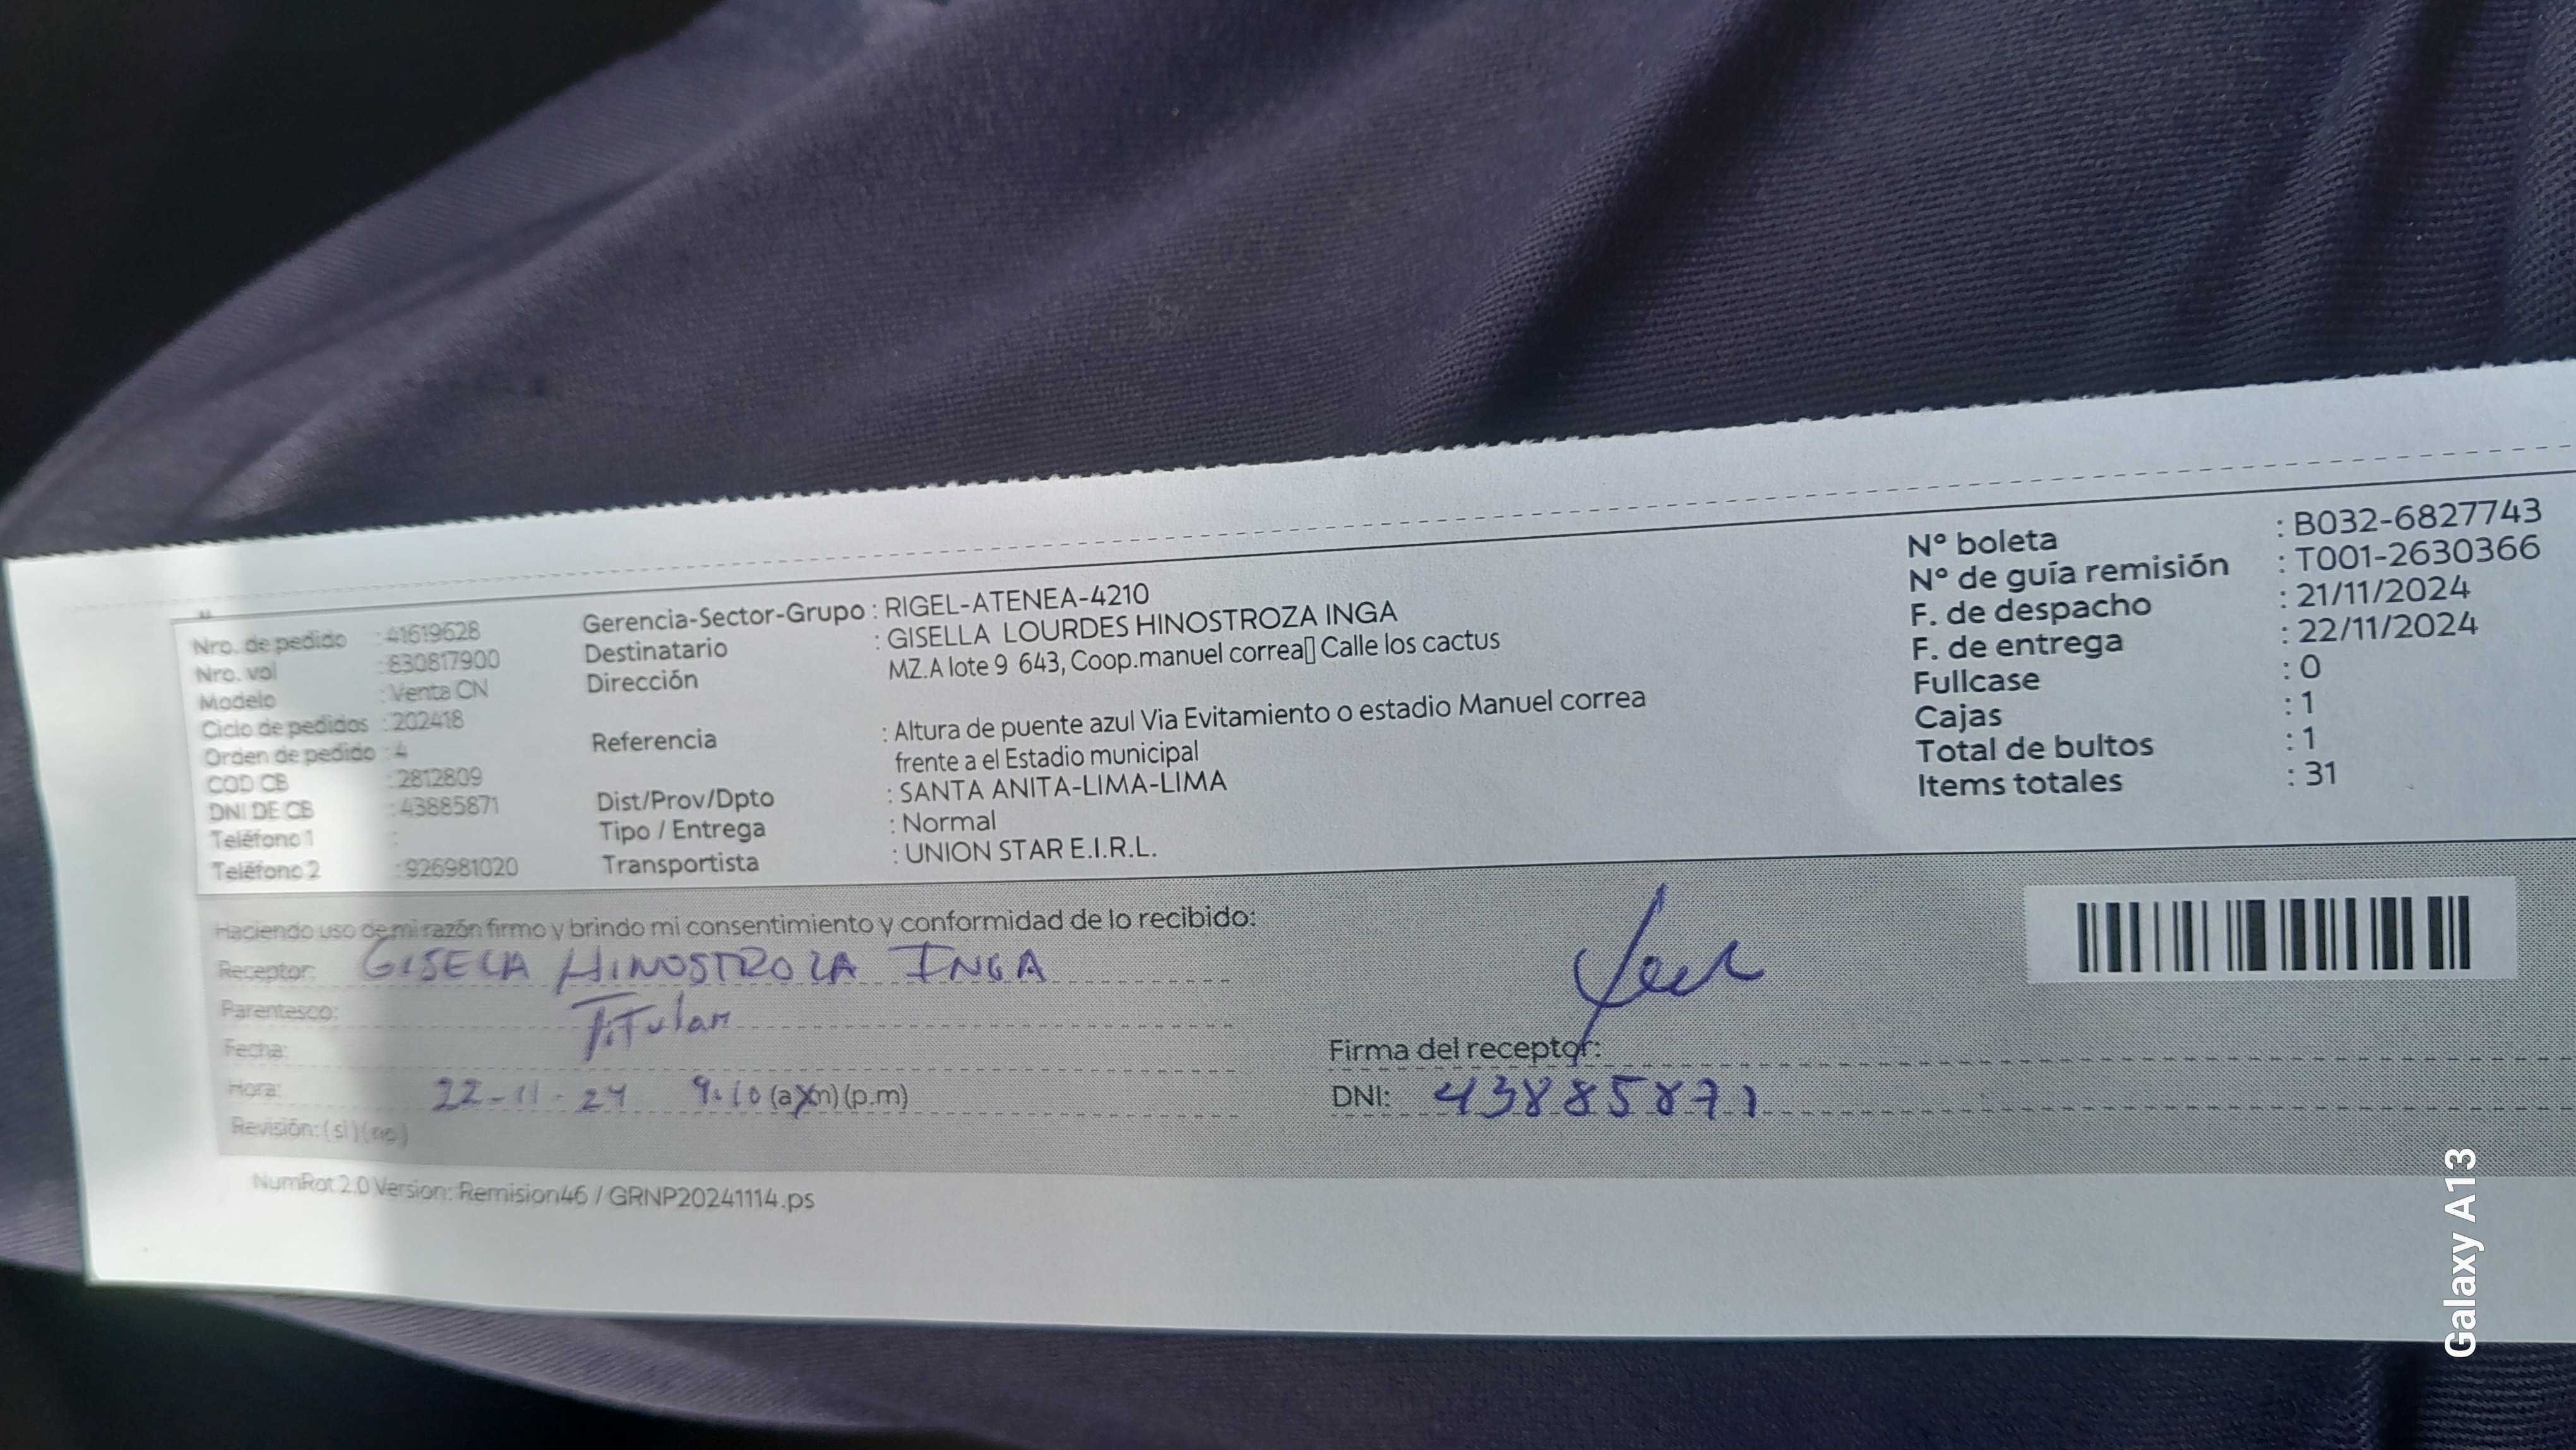 Nro. de pedido : 41619628
Nro. vol : 830817900
Modelo : Venta CN
Ciclo de pedidos : 202418
Orden de pedido : 4
COD CB : 2812809
DNI DE CB : 43885871
Teléfono 1 :
Teléfono 2 : 926981020
Gerencia-Sector-Grupo : RIGEL-ATENEA-4210
Destinatario : GISELLA LOURDES HINOSTROZA INGA
Dirección MZ.A lote 9 643, Coop.manuel correa▯ Calle los cactus
Referencia : Altura de puente azul Via Evitamiento o estadio Manuel correa
frente a el Estadio municipal
Dist/Prov/Dpto : SANTA ANITA-LIMA-LIMA
Tipo / Entrega : Normal
Transportista : UNION STAR E.I.R.L.
Nº boleta : B032-6827743
Nº de guía remisión : T001-2630366
F. de despacho : 21/11/2024
F. de entrega : 22/11/2024
Fullcase : 0
Cajas : 1
Total de bultos : 1
Items totales : 31
Haciendo uso de mi razón firmo y brindo mi consentimiento y conformidad de lo recibido:
Receptor: GISELA HINOSTROZA INGA
Parentesco: Titular
Fecha:
Hora: 22-11-24 9:10 (a.m) (p.m)
Revisión: (si) (no)
Firma del receptor:
DNI: 43885871
NumRot 2.0 Version: Remision46 / GRNP20241114.ps
Galaxy A13